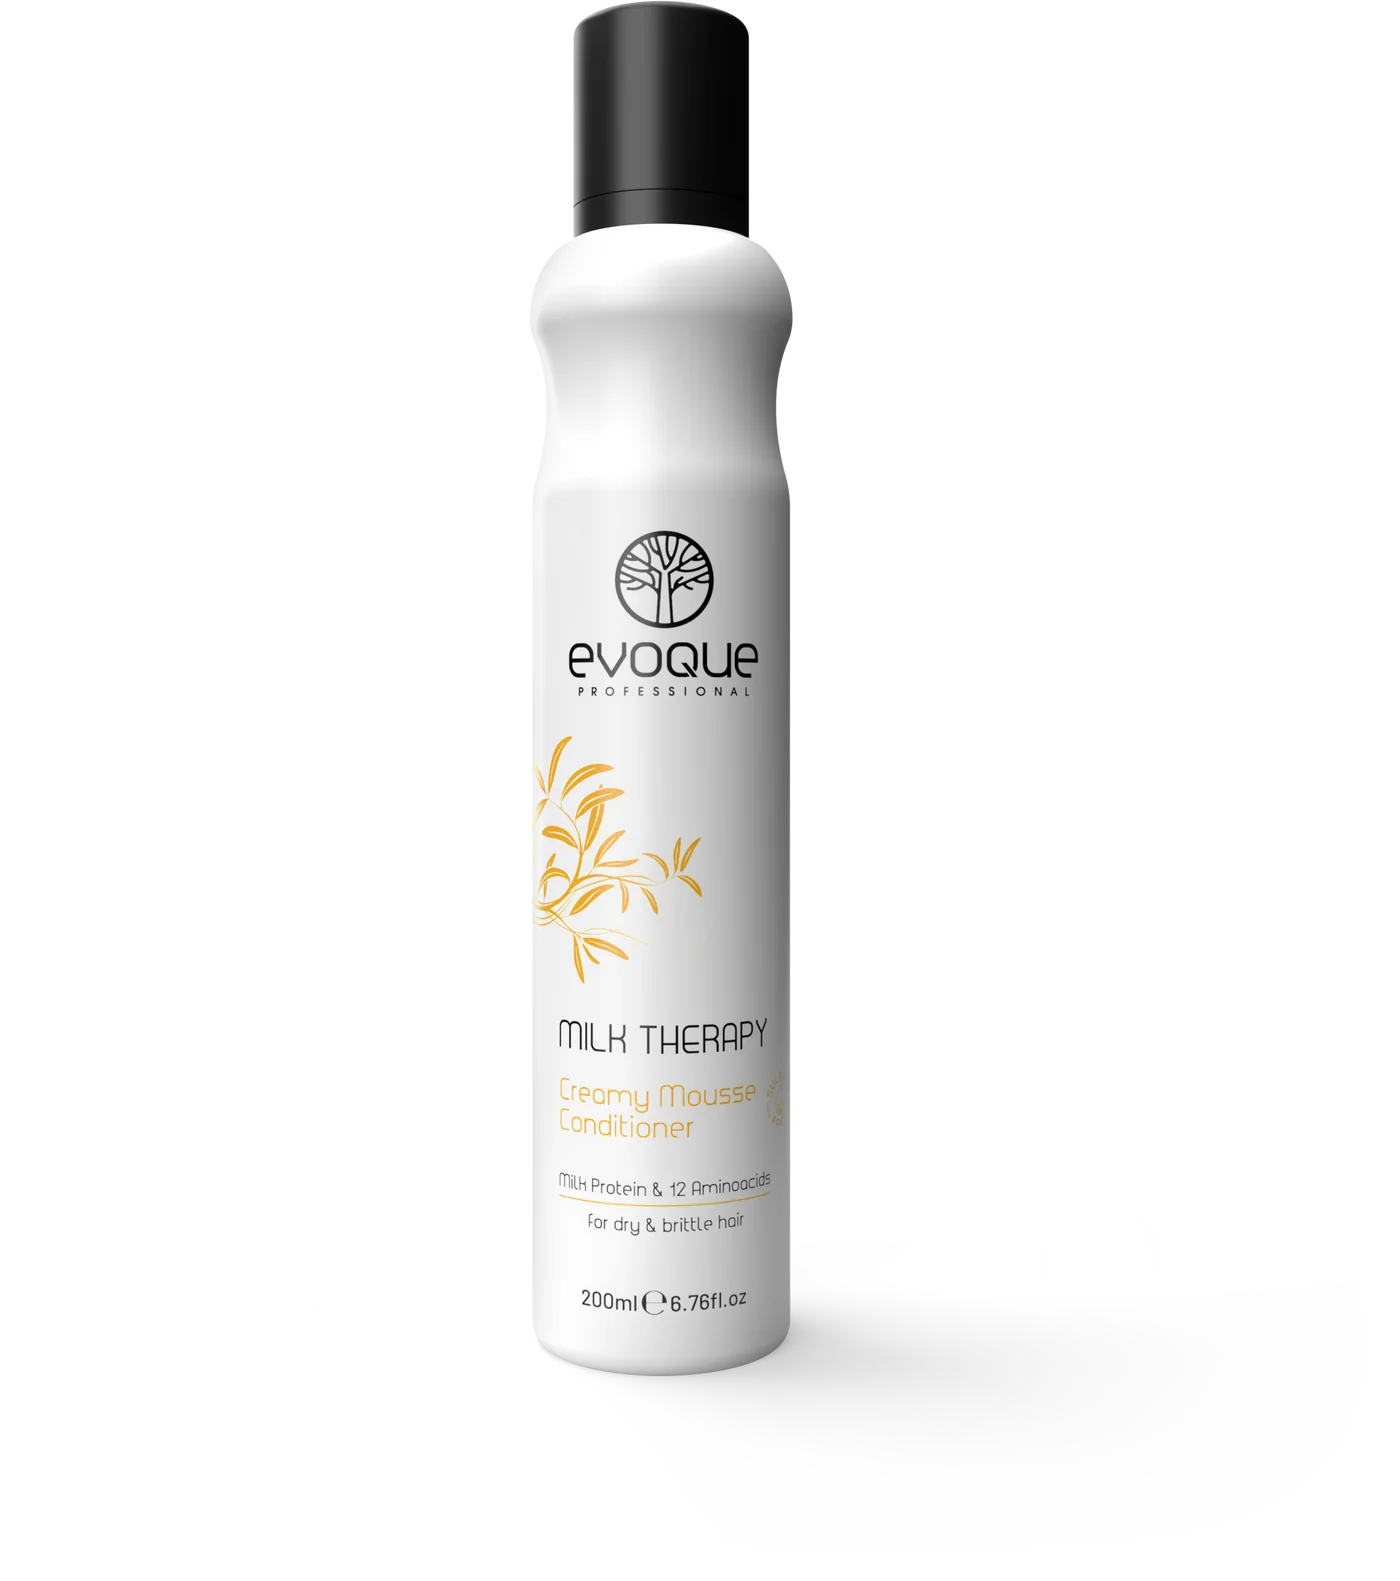 evoque
PROFESSIONAL
MILK THERAPY
Creamy Mousse
Conditioner
Milk Protein & 12 Aminoacids
for dry & brittle hair
200ml ℮ 6.76fl.oz